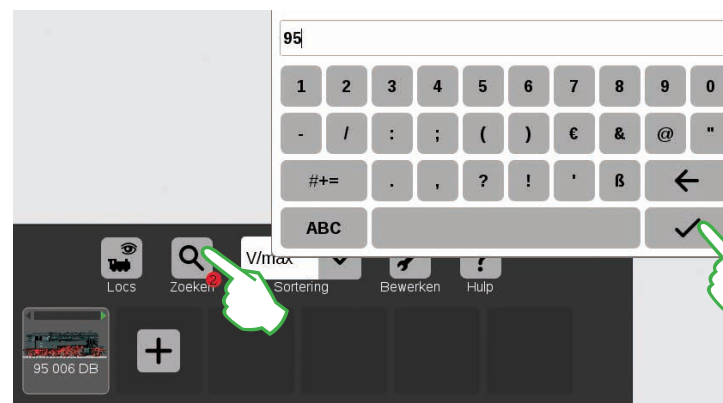 95
1 2 3 4 5 6 7 8 9 0
- / : ; ( ) € & @ "
#+= . , ? ! ' ß
ABC
V/max
Locs Zoeken 2 Sortering Bewerken Hulp
95 006 DB